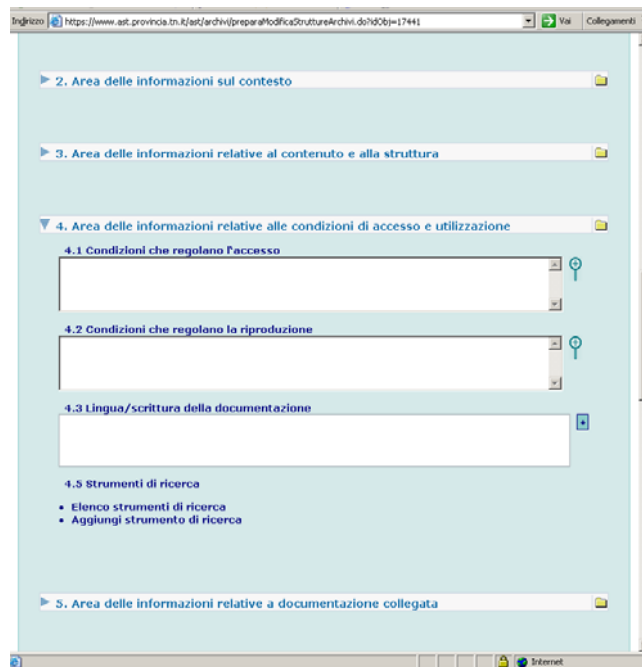 Indirizzo https://www.ast.provincia.tn.it/ast/archivi/preparaModificaStruttureArchivi.do?idObj=17441 Vai Collegamenti
2. Area delle informazioni sul contesto
3. Area delle informazioni relative al contenuto e alla struttura
4. Area delle informazioni relative alle condizioni di accesso e utilizzazione
4.1 Condizioni che regolano l'accesso
4.2 Condizioni che regolano la riproduzione
4.3 Lingua/scrittura della documentazione
4.5 Strumenti di ricerca
• Elenco strumenti di ricerca
• Aggiungi strumento di ricerca
5. Area delle informazioni relative a documentazione collegata
Internet